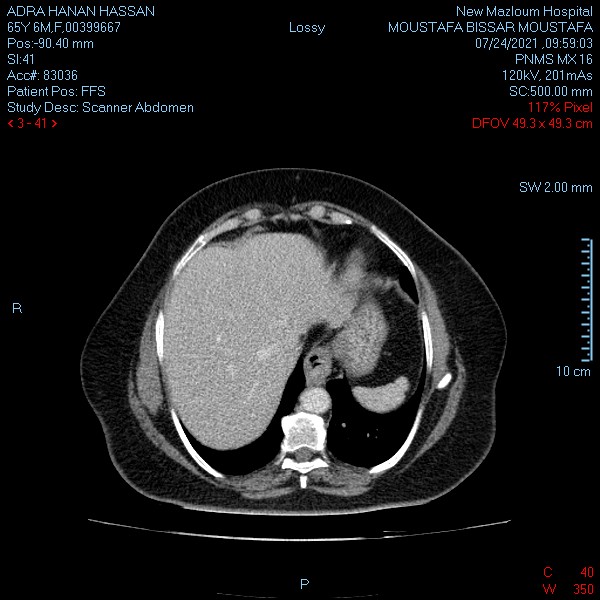 ADRA HANAN HASSAN
65Y 6M,F,00399667
Pos:-90.40 mm
SI:41
Acc#: 83036
Patient Pos: FFS
Study Desc: Scanner Abdomen
< 3 - 41 >
Lossy
New Mazloum Hospital
MOUSTAFA BISSAR MOUSTAFA
07/24/2021 ,09:59:03
PNMS MX 16
120kV, 201mAs
SC:500.00 mm
117% Pixel
DFOV 49.3 x 49.3 cm
SW 2.00 mm
R
10 cm
P
C 40
W 350